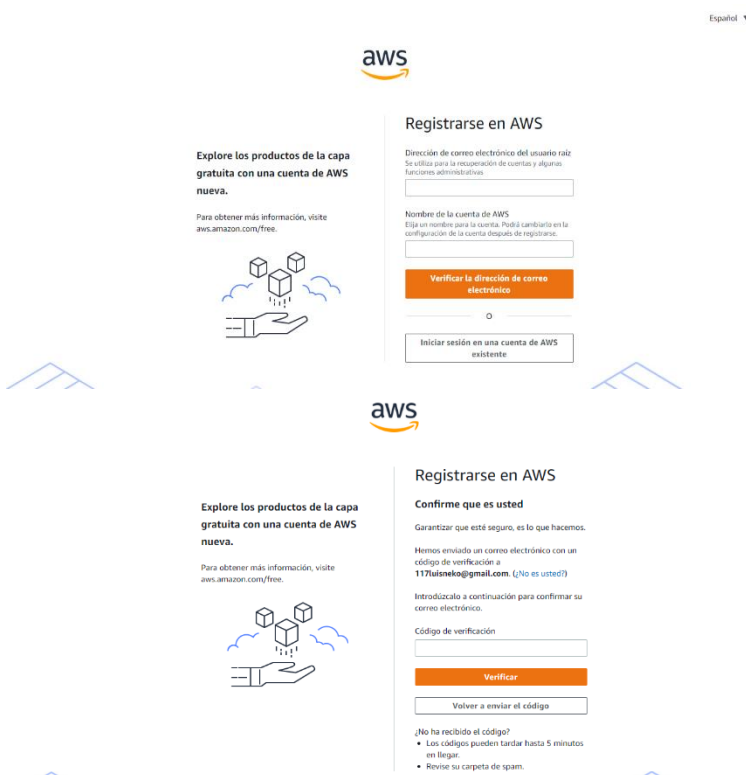 Español
aws
Registrarse en AWS
Explore los productos de la capa
gratuita con una cuenta de AWS
nueva.
Para obtener más información, visite
aws.amazon.com/free.
Dirección de correo electrónico del usuario raíz
Se utiliza para la recuperación de cuentas y algunas
funciones administrativas
Nombre de la cuenta de AWS
Elija un nombre para la cuenta. Podrá cambiarlo en la
configuración de la cuenta después de registrarse.
Verificar la dirección de correo
electrónico
O
Iniciar sesión en una cuenta de AWS
existente
aws
Registrarse en AWS
Explore los productos de la capa
gratuita con una cuenta de AWS
nueva.
Para obtener más información, visite
aws.amazon.com/free.
Confirme que es usted
Garantizar que esté seguro, es lo que hacemos.
Hemos enviado un correo electrónico con un
código de verificación a
117luisneko@gmail.com. (¿No es usted?)
Introdúzcalo a continuación para confirmar su
correo electrónico.
Código de verificación
Verificar
Volver a enviar el código
¿No ha recibido el código?
• Los códigos pueden tardar hasta 5 minutos
en llegar.
• Revise su carpeta de spam.